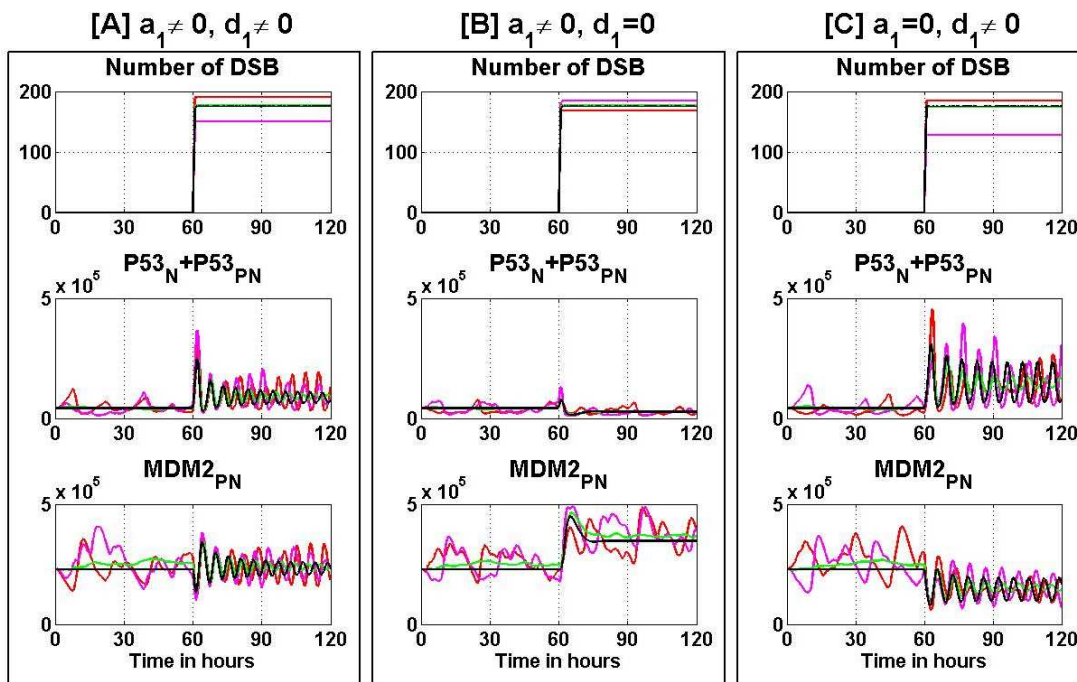 [A] a1≠ 0, d1≠ 0
Number of DSB
200
100
0
0 30 60 90 120
P53N+P53PN
x 10^5
5
0
0 30 60 90 120
MDM2PN
x 10^5
5
0
0 30 60 90 120
Time in hours
[B] a1≠ 0, d1=0
Number of DSB
200
100
0
0 30 60 90 120
P53N+P53PN
x 10^5
5
0
0 30 60 90 120
MDM2PN
x 10^5
5
0
0 30 60 90 120
Time in hours
[C] a1=0, d1≠ 0
Number of DSB
200
100
0
0 30 60 90 120
P53N+P53PN
x 10^5
5
0
0 30 60 90 120
MDM2PN
x 10^5
5
0
0 30 60 90 120
Time in hours